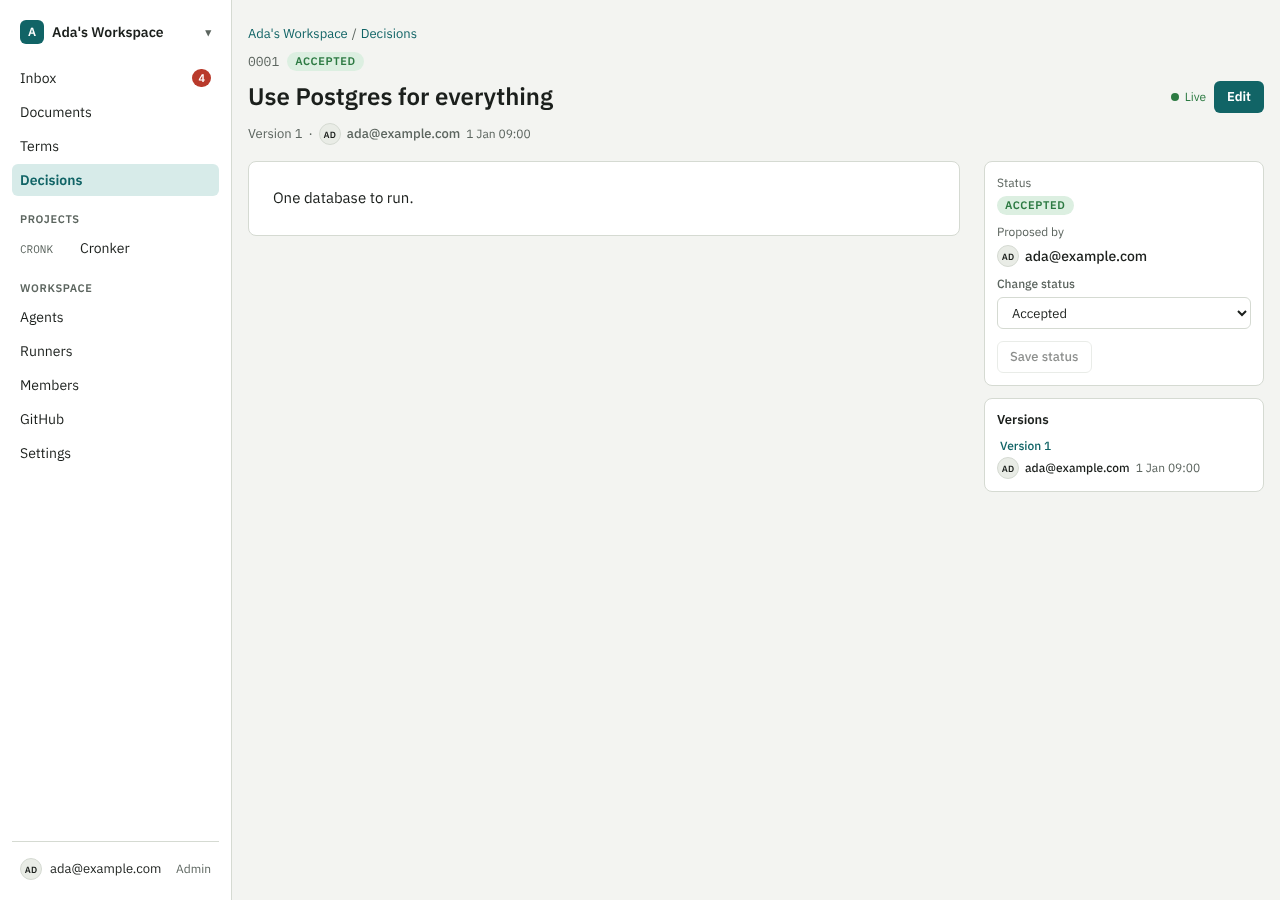 A Ada's Workspace ▾
Inbox 4
Documents
Terms
Decisions
PROJECTS
CRONK Cronker
WORKSPACE
Agents
Runners
Members
GitHub
Settings
AD ada@example.com Admin
Ada's Workspace / Decisions
0001 ACCEPTED
Use Postgres for everything
Live Edit
Version 1 · AD ada@example.com 1 Jan 09:00
One database to run.
Status
ACCEPTED
Proposed by
AD ada@example.com
Change status
Accepted
Save status
Versions
Version 1
AD ada@example.com 1 Jan 09:00